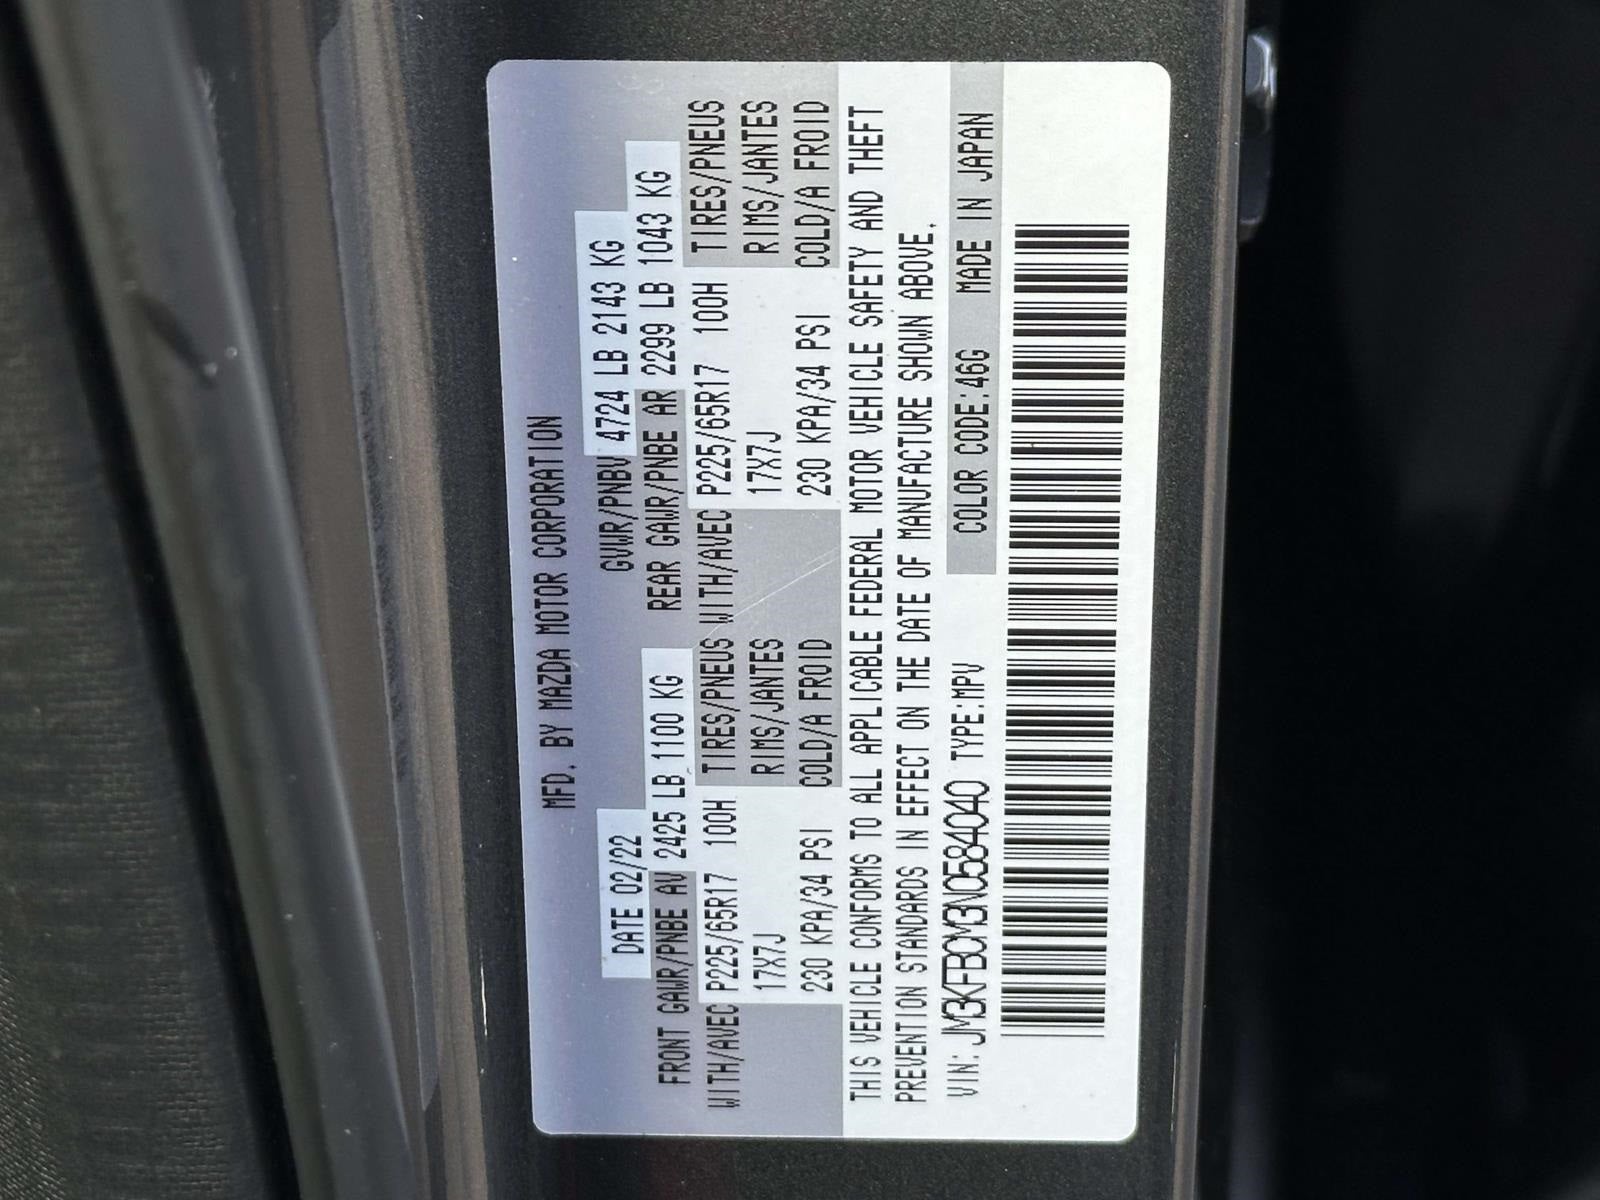 MFD. BY MAZDA MOTOR CORPORATION
DATE 02/22 GVWR/PNBV 4724 LB 2143 KG
FRONT GAWR/PNBE AV 2425 LB 1100 KG REAR GAWR/PNBE AR 2299 LB 1043 KG
WITH/AVEC P225/65R17 100H TIRES/PNEUS WITH/AVEC P225/65R17 100H TIRES/PNEUS
17X7J RIMS/JANTES 17X7J RIMS/JANTES
230 KPA/34 PSI COLD/A FROID 230 KPA/34 PSI COLD/A FROID
THIS VEHICLE CONFORMS TO ALL APPLICABLE FEDERAL MOTOR VEHICLE SAFETY AND THEFT
PREVENTION STANDARDS IN EFFECT ON THE DATE OF MANUFACTURE SHOWN ABOVE.
VIN: JM3KFBCM3N0584040 TYPE:MPV COLOR CODE:46G MADE IN JAPAN